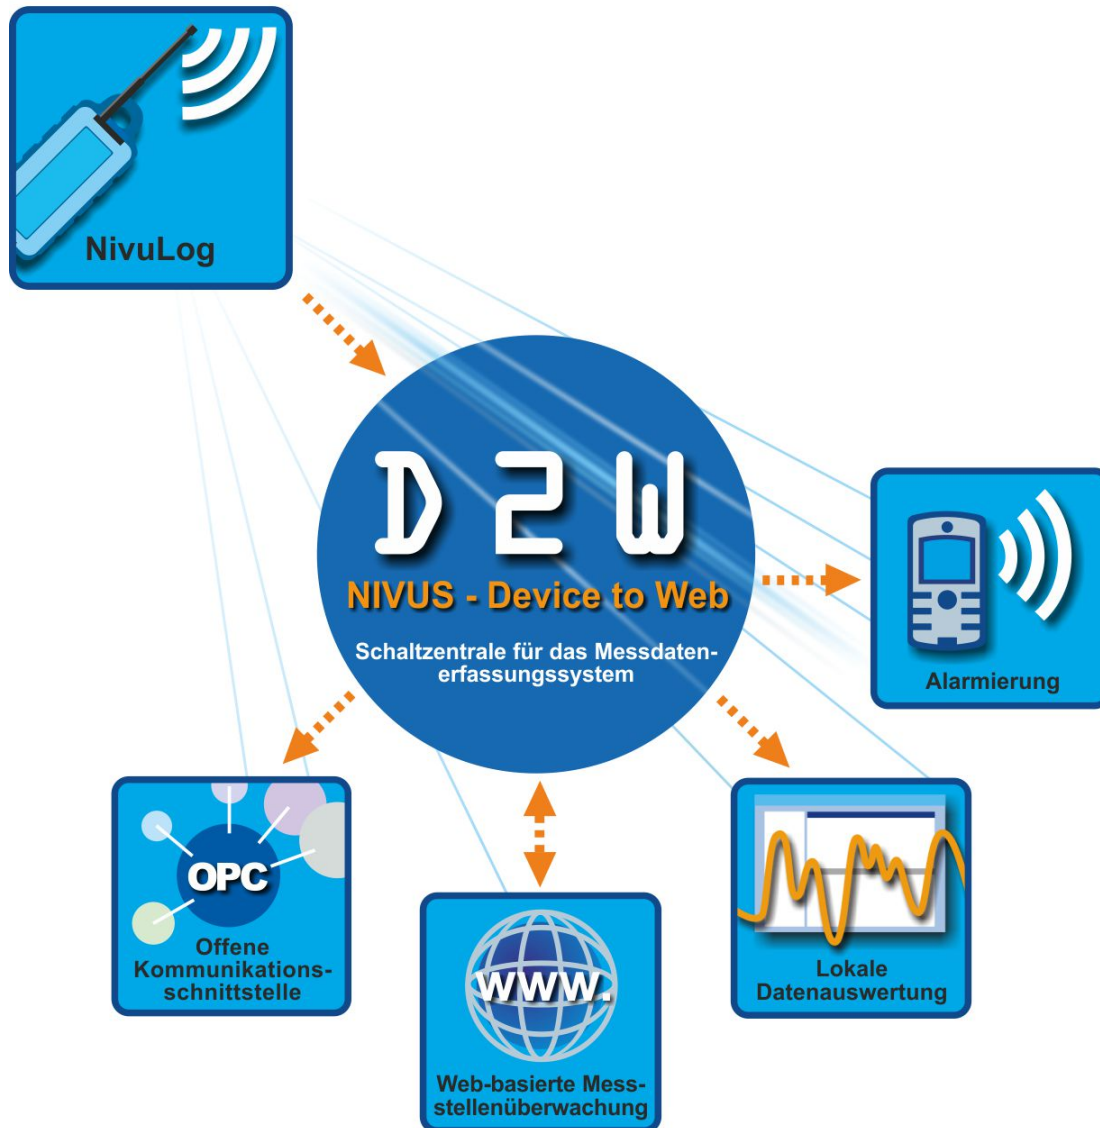 NivuLog
D 2 W
NIVUS - Device to Web
Schaltzentrale für das Messdaten-
erfassungssystem
Alarmierung
OPC
Offene
Kommunikations-
schnittstelle
www.
Web-basierte Mess-
stellenüberwachung
Lokale
Datenauswertung